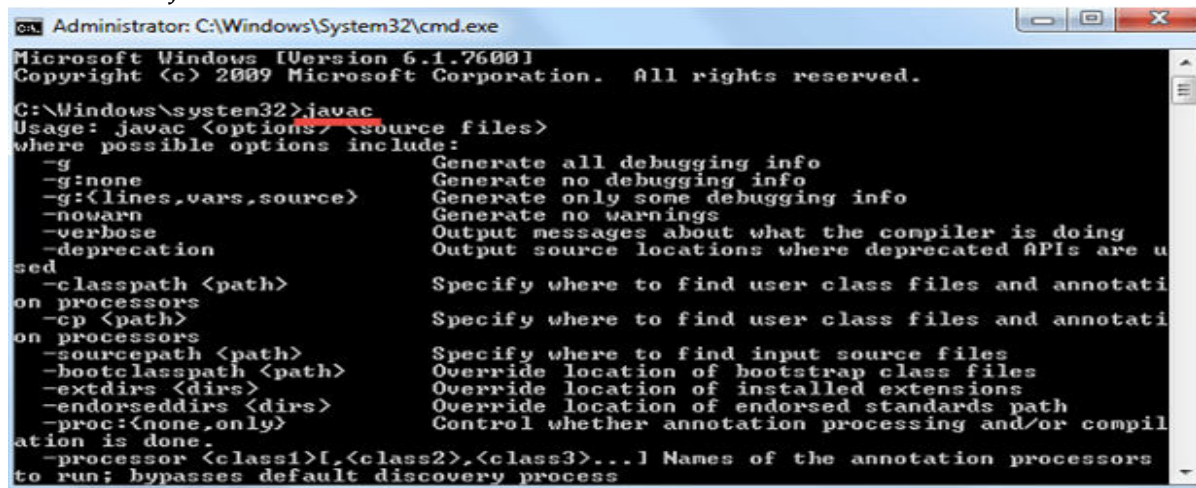 Administrator: C:\Windows\System32\cmd.exe
Microsoft Windows [Version 6.1.7600]
Copyright (c) 2009 Microsoft Corporation.  All rights reserved.
C:\Windows\system32>javac
Usage: javac <options> <source files>
where possible options include:
  -g                         Generate all debugging info
  -g:none                    Generate no debugging info
  -g:{lines,vars,source}     Generate only some debugging info
  -nowarn                    Generate no warnings
  -verbose                   Output messages about what the compiler is doing
  -deprecation               Output source locations where deprecated APIs are u
sed
  -classpath <path>          Specify where to find user class files and annotati
on processors
  -cp <path>                 Specify where to find user class files and annotati
on processors
  -sourcepath <path>         Specify where to find input source files
  -bootclasspath <path>      Override location of bootstrap class files
  -extdirs <dirs>            Override location of installed extensions
  -endorseddirs <dirs>       Override location of endorsed standards path
  -proc:{none,only}          Control whether annotation processing and/or compil
ation is done.
  -processor <class1>[,<class2>,<class3>...] Names of the annotation processors
to run; bypasses default discovery process